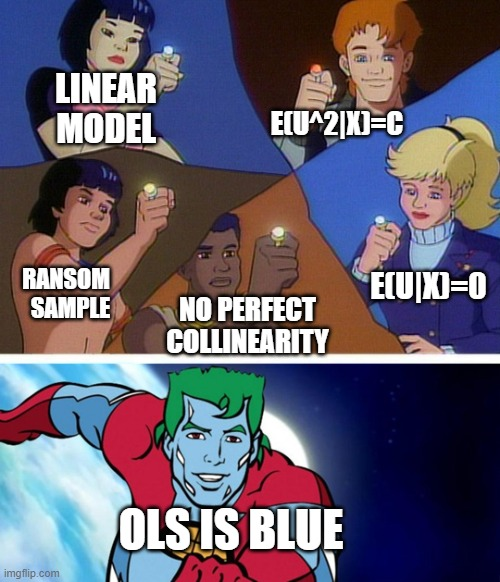 LINEAR
MODEL
E(U^2|X)=C
RANSOM
SAMPLE
NO PERFECT
COLLINEARITY
E(U|X)=0
OLS IS BLUE
imgflip.com